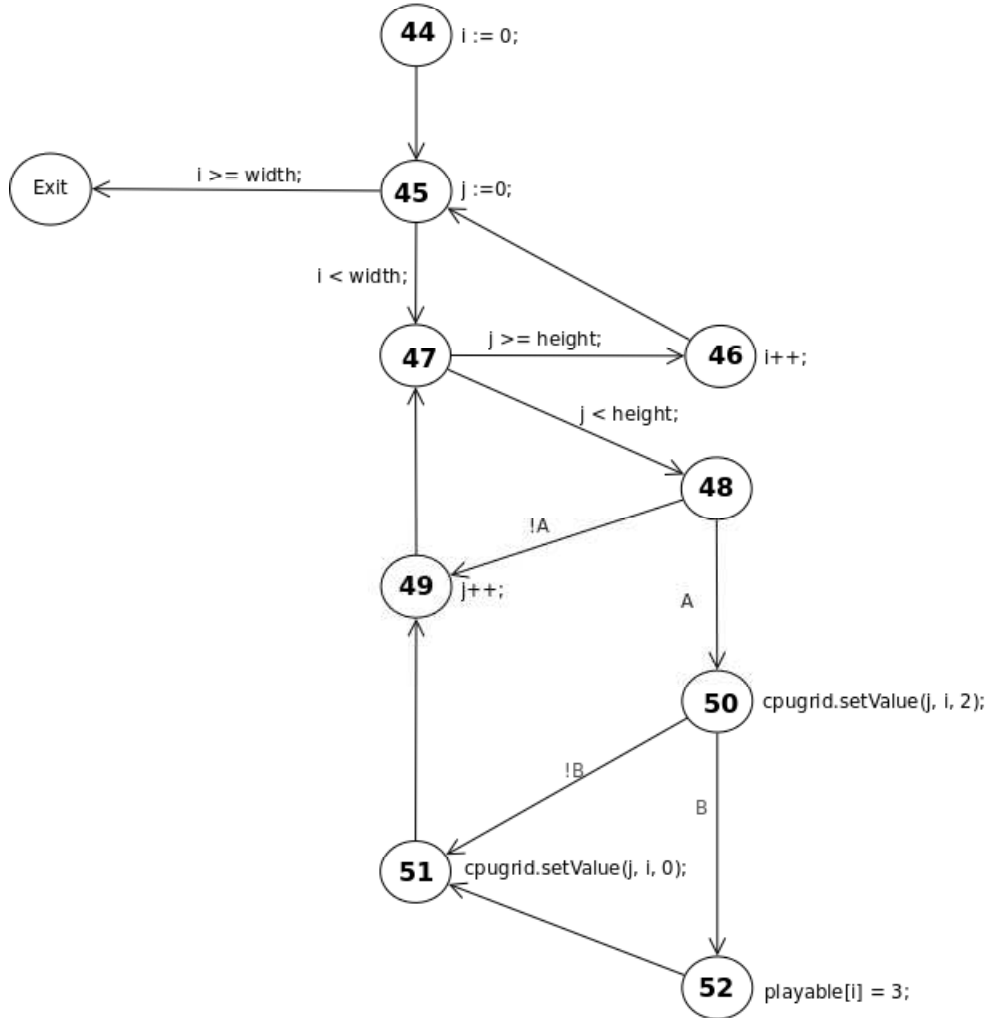 44 i := 0;
Exit
i >= width;
45 j :=0;
i < width;
47
j >= height;
46 i++;
j < height;
48
!A
49 j++;
A
50 cpugrid.setValue(j, i, 2);
!B
B
51 cpugrid.setValue(j, i, 0);
52 playable[i] = 3;